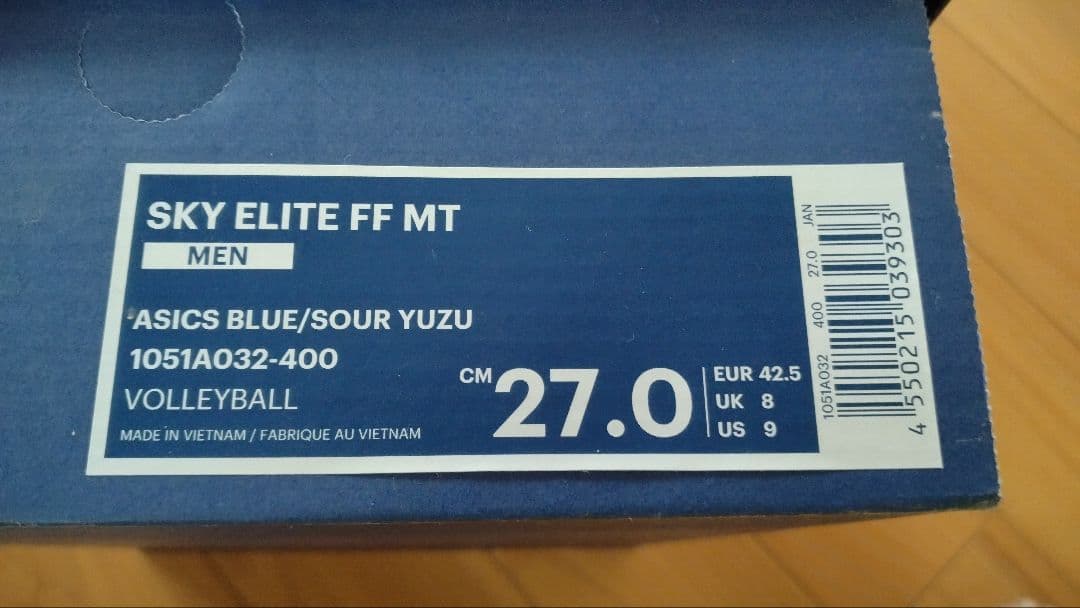 SKY ELITE FF MT
MEN
ASICS BLUE/SOUR YUZU
1051A032-400
VOLLEYBALL
MADE IN VIETNAM / FABRIQUE AU VIETNAM
CM 27.0
EUR 42.5
UK 8
US 9
1051A032 400 27.0 JAN
4 550215 039303